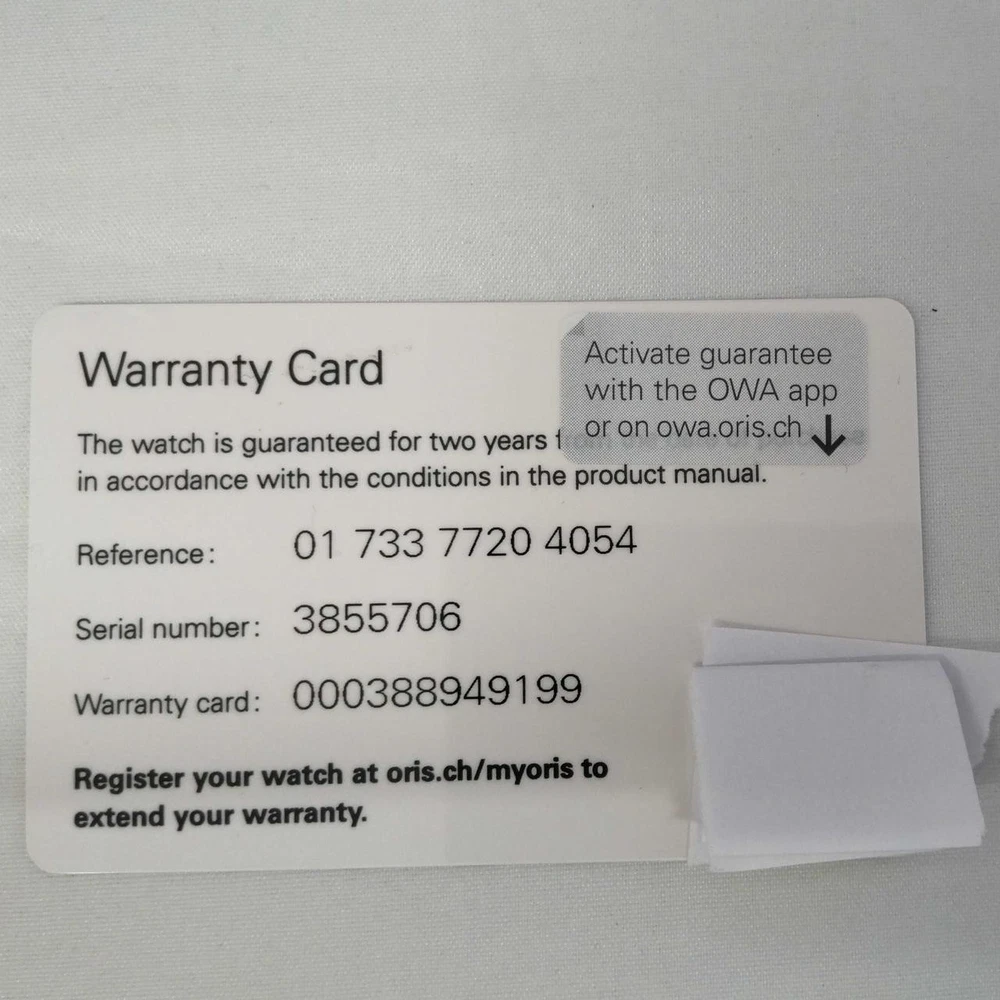 Warranty Card
Activate guarantee
with the OWA app
or on owa.oris.ch
The watch is guaranteed for two years
in accordance with the conditions in the product manual.
Reference: 01 733 7720 4054
Serial number: 3855706
Warranty card: 000388949199
Register your watch at oris.ch/myoris to
extend your warranty.